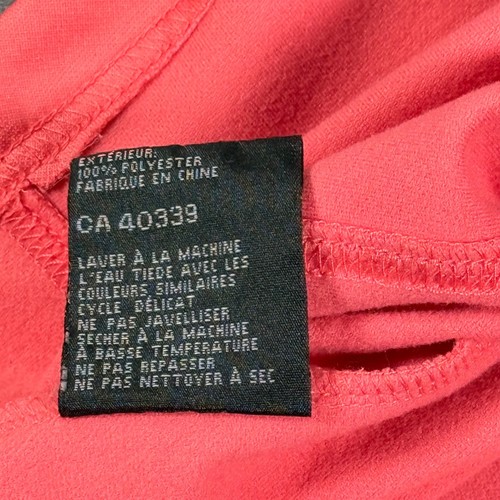 EXTERIEUR:
100% POLYESTER
FABRIQUE EN CHINE
CA 40339
LAVER À LA MACHINE
L'EAU TIEDE AVEC LES
COULEURS SIMILAIRES
CYCLE DÉLICAT
NE PAS JAVELLISER
SECHER À LA MACHINE
À BASSE TEMPERATURE
NE PAS REPASSER
NE PAS NETTOYER À SEC